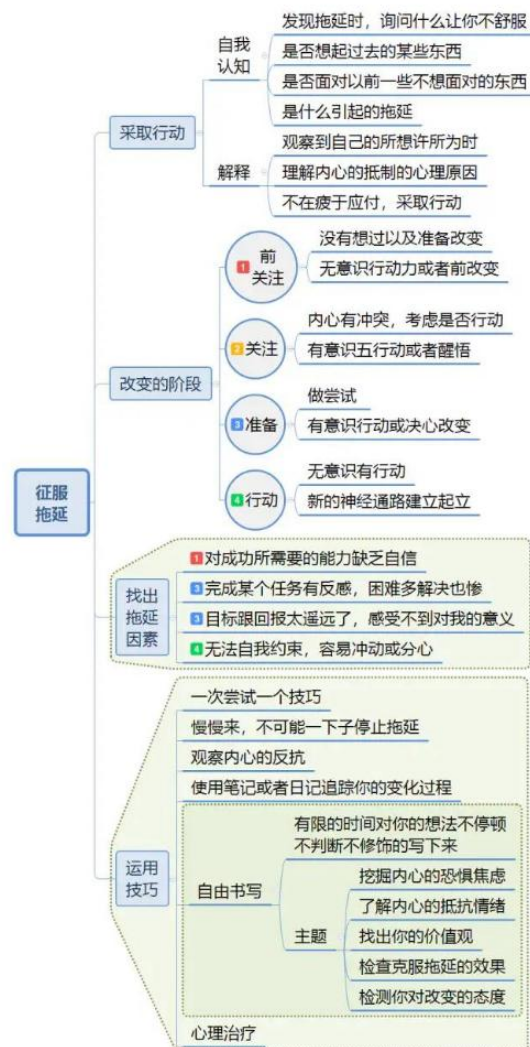 征服
拖延
采取行动
自我
认知
发现拖延时，询问什么让你不舒服
是否想起过去的某些东西
是否面对以前一些不想面对的东西
是什么引起的拖延
解释
观察到自己的所想许所为时
理解内心的抵制的心理原因
不在疲于应付，采取行动
改变的阶段
1 前
关注
没有想过以及准备改变
无意识行动力或者前改变
2 关注
内心有冲突，考虑是否行动
有意识五行动或者醒悟
3 准备
做尝试
有意识行动或决心改变
4 行动
无意识有行动
新的神经通路建立起立
找出
拖延
因素
1 对成功所需要的能力缺乏自信
3 完成某个任务有反感，困难多解决也惨
3 目标跟回报太遥远了，感受不到对我的意义
4 无法自我约束，容易冲动或分心
运用
技巧
一次尝试一个技巧
慢慢来，不可能一下子停止拖延
观察内心的反抗
使用笔记或者日记追踪你的变化过程
自由书写
有限的时间对你的想法不停顿
不判断不修饰的写下来
主题
挖掘内心的恐惧焦虑
了解内心的抵抗情绪
找出你的价值观
检查克服拖延的效果
检测你对改变的态度
心理治疗